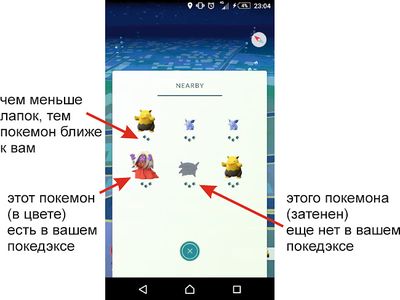 23:04
NEARBY
чем меньше
лапок, тем
покемон ближе
к вам
этот покемон
(в цвете)
есть в вашем
покедэксе
этого покемона
(затенен)
еще нет в вашем
покедэксе